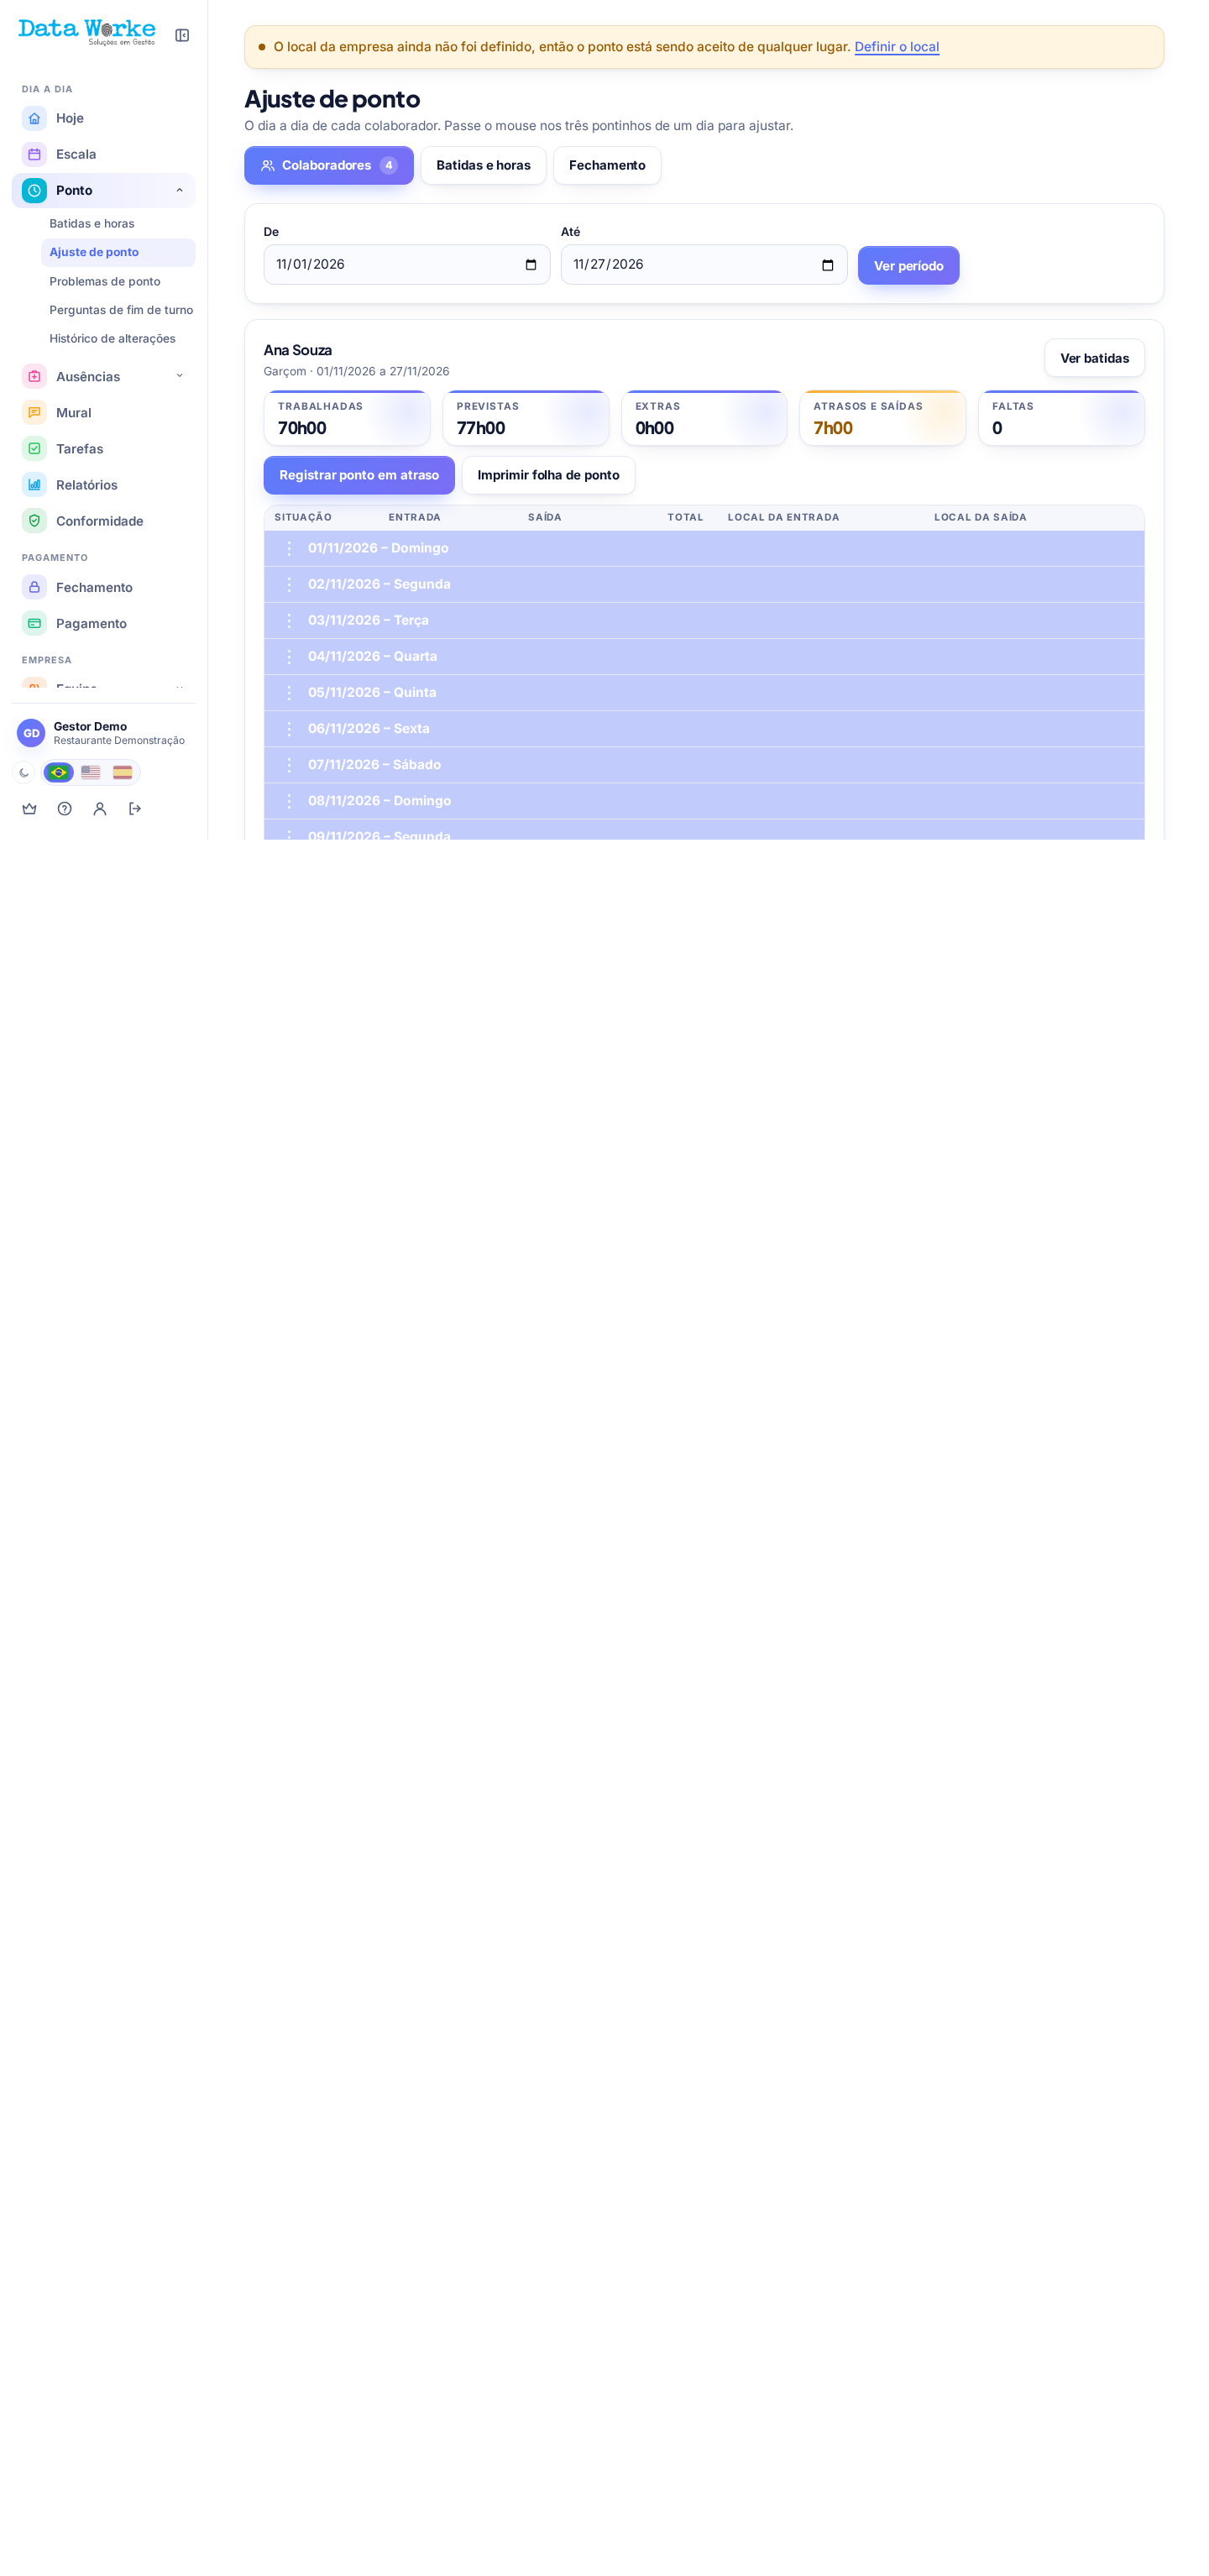 Data Worke
Soluções em Gestão
DIA A DIA
Hoje
Escala
Ponto
Batidas e horas
Ajuste de ponto
Problemas de ponto
Perguntas de fim de turno
Histórico de alterações
Ausências
Mural
Tarefas
Relatórios
Conformidade
PAGAMENTO
Fechamento
Pagamento
EMPRESA
Equipe
GD
Gestor Demo
Restaurante Demonstração
O local da empresa ainda não foi definido, então o ponto está sendo aceito de qualquer lugar. Definir o local
Ajuste de ponto
O dia a dia de cada colaborador. Passe o mouse nos três pontinhos de um dia para ajustar.
Colaboradores 4
Batidas e horas
Fechamento
De
Até
11/01/2026
11/27/2026
Ver período
Ana Souza
Garçom · 01/11/2026 a 27/11/2026
Ver batidas
TRABALHADAS
70h00
PREVISTAS
77h00
EXTRAS
0h00
ATRASOS E SAÍDAS
7h00
FALTAS
0
Registrar ponto em atraso
Imprimir folha de ponto
SITUAÇÃO ENTRADA SAÍDA TOTAL LOCAL DA ENTRADA LOCAL DA SAÍDA
01/11/2026 – Domingo
02/11/2026 – Segunda
03/11/2026 – Terça
04/11/2026 – Quarta
05/11/2026 – Quinta
06/11/2026 – Sexta
07/11/2026 – Sábado
08/11/2026 – Domingo
09/11/2026 – Segunda